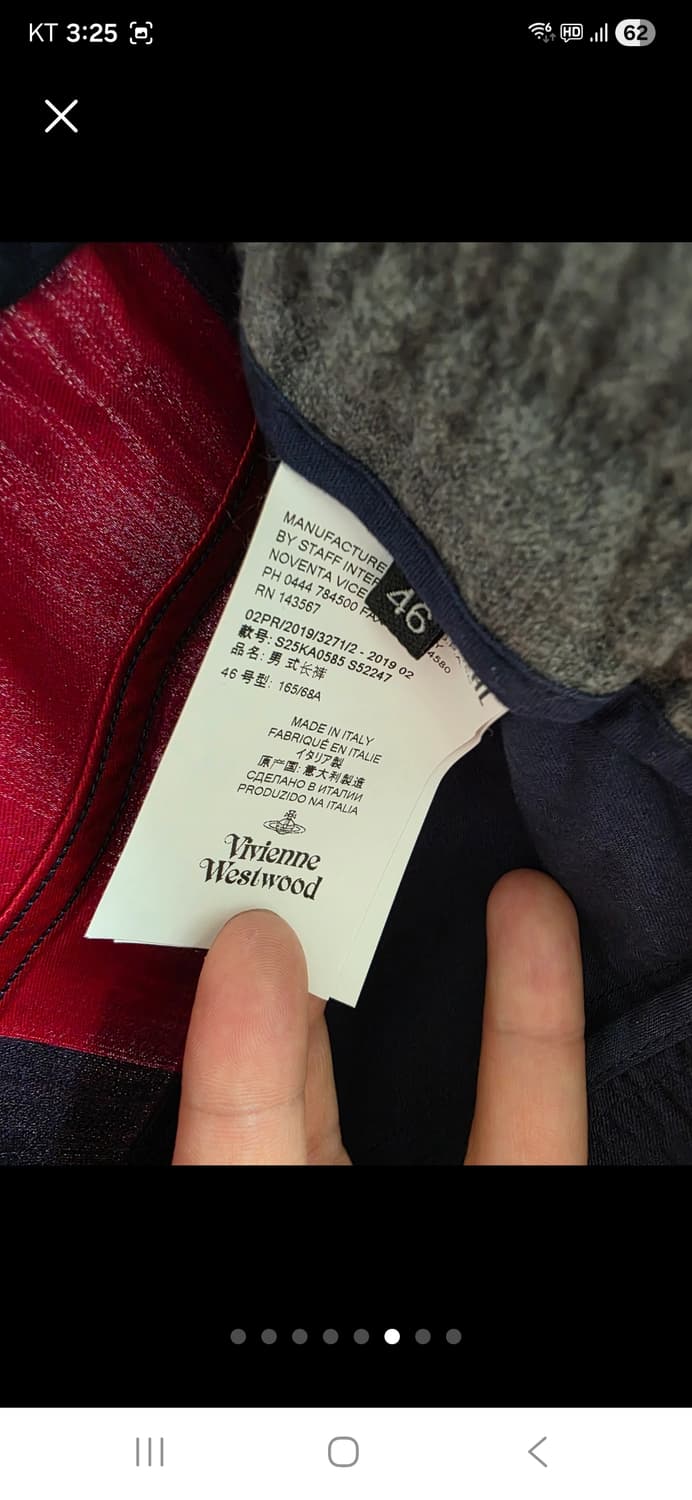 KT 3:25
HD
62
MANUFACTURE
BY STAFF INTER
NOVENTA VICE
PH 0444 784500 FAX
RN 143567
46
4580
02PR/2019/3271/2 - 2019 02
款号: S25KA0585 S52247
品名: 男 式长裤
46 号型: 165/68A
MADE IN ITALY
FABRIQUÉ EN ITALIE
イタリア製
原产国: 意大利製造
СДЕЛАНО В ИТАЛИИ
PRODUZIDO NA ITALIA
Vivienne
Westwood